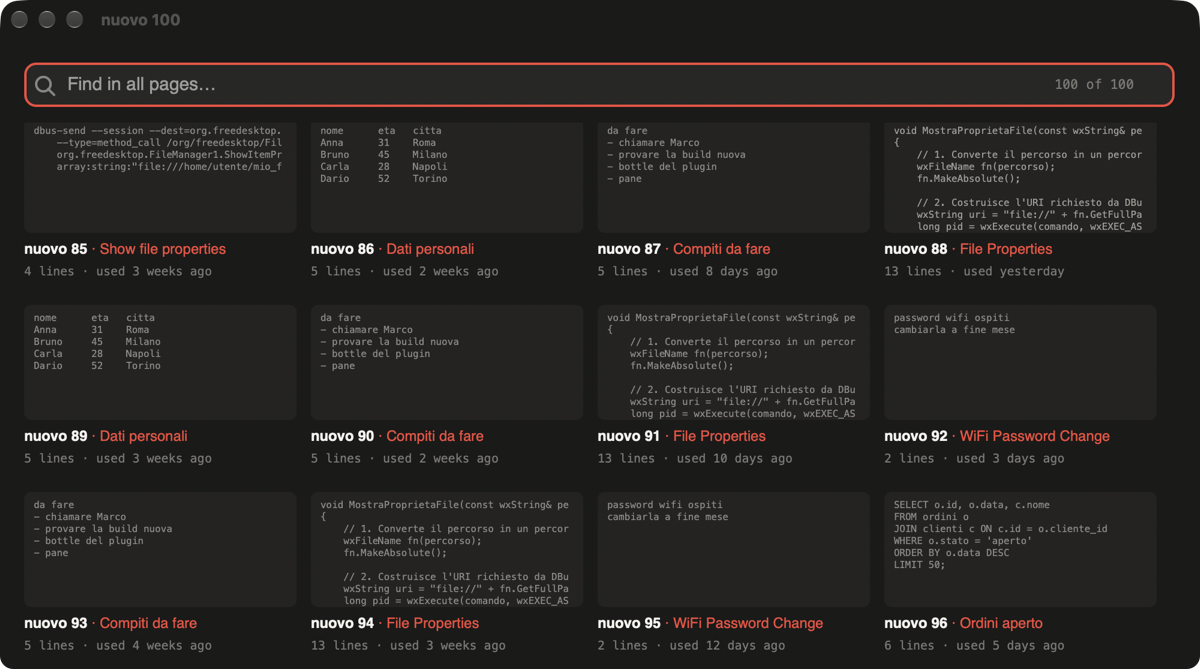 nuovo 100
Find in all pages…
100 of 100
dbus-send --session --dest=org.freedesktop.
--type=method_call /org/freedesktop/Fil
org.freedesktop.FileManager1.ShowItemPr
array:string:"file:///home/utente/mio_f
nuovo 85 · Show file properties
4 lines · used 3 weeks ago
nome eta citta
Anna 31 Roma
Bruno 45 Milano
Carla 28 Napoli
Dario 52 Torino
nuovo 86 · Dati personali
5 lines · used 2 weeks ago
da fare
- chiamare Marco
- provare la build nuova
- bottle del plugin
- pane
nuovo 87 · Compiti da fare
5 lines · used 8 days ago
void MostraProprietaFile(const wxString& pe
{
// 1. Converte il percorso in un percor
wxFileName fn(percorso);
fn.MakeAbsolute();
// 2. Costruisce l'URI richiesto da DBu
wxString uri = "file://" + fn.GetFullPa
long pid = wxExecute(comando, wxEXEC_AS
nuovo 88 · File Properties
13 lines · used yesterday
nome eta citta
Anna 31 Roma
Bruno 45 Milano
Carla 28 Napoli
Dario 52 Torino
nuovo 89 · Dati personali
5 lines · used 3 weeks ago
da fare
- chiamare Marco
- provare la build nuova
- bottle del plugin
- pane
nuovo 90 · Compiti da fare
5 lines · used 2 weeks ago
void MostraProprietaFile(const wxString& pe
{
// 1. Converte il percorso in un percor
wxFileName fn(percorso);
fn.MakeAbsolute();
// 2. Costruisce l'URI richiesto da DBu
wxString uri = "file://" + fn.GetFullPa
long pid = wxExecute(comando, wxEXEC_AS
nuovo 91 · File Properties
13 lines · used 10 days ago
password wifi ospiti
cambiarla a fine mese
nuovo 92 · WiFi Password Change
2 lines · used 3 days ago
da fare
- chiamare Marco
- provare la build nuova
- bottle del plugin
- pane
nuovo 93 · Compiti da fare
5 lines · used 4 weeks ago
void MostraProprietaFile(const wxString& pe
{
// 1. Converte il percorso in un percor
wxFileName fn(percorso);
fn.MakeAbsolute();
// 2. Costruisce l'URI richiesto da DBu
wxString uri = "file://" + fn.GetFullPa
long pid = wxExecute(comando, wxEXEC_AS
nuovo 94 · File Properties
13 lines · used 3 weeks ago
password wifi ospiti
cambiarla a fine mese
nuovo 95 · WiFi Password Change
2 lines · used 12 days ago
SELECT o.id, o.data, c.nome
FROM ordini o
JOIN clienti c ON c.id = o.cliente_id
WHERE o.stato = 'aperto'
ORDER BY o.data DESC
LIMIT 50;
nuovo 96 · Ordini aperto
6 lines · used 5 days ago